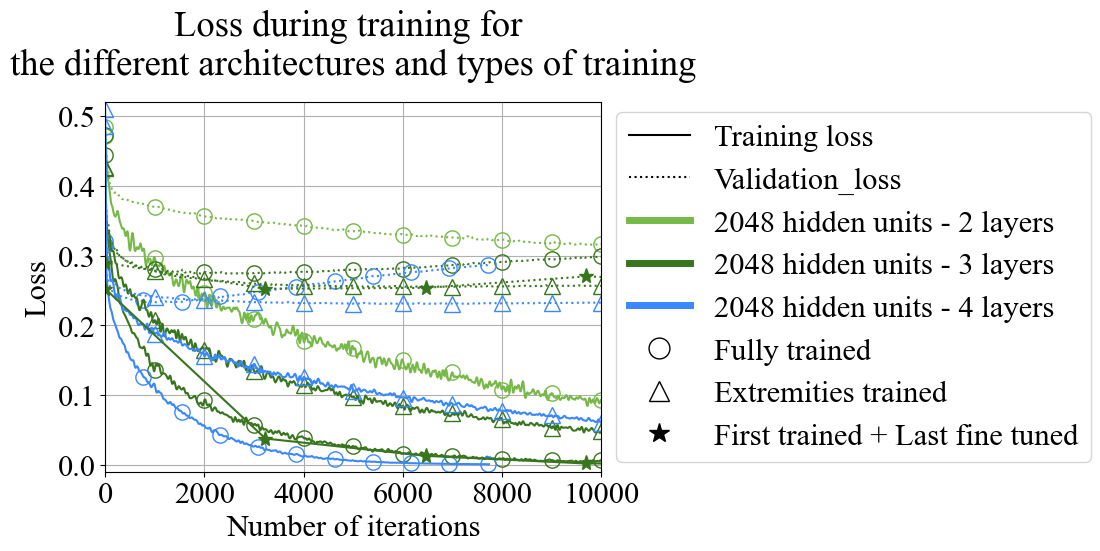 Loss during training for
the different architectures and types of training
0.5
0.4
0.3
0.2
0.1
0.0
Loss
0 2000 4000 6000 8000 10000
Number of iterations
Training loss
Validation_loss
2048 hidden units - 2 layers
2048 hidden units - 3 layers
2048 hidden units - 4 layers
Fully trained
Extremities trained
First trained + Last fine tuned